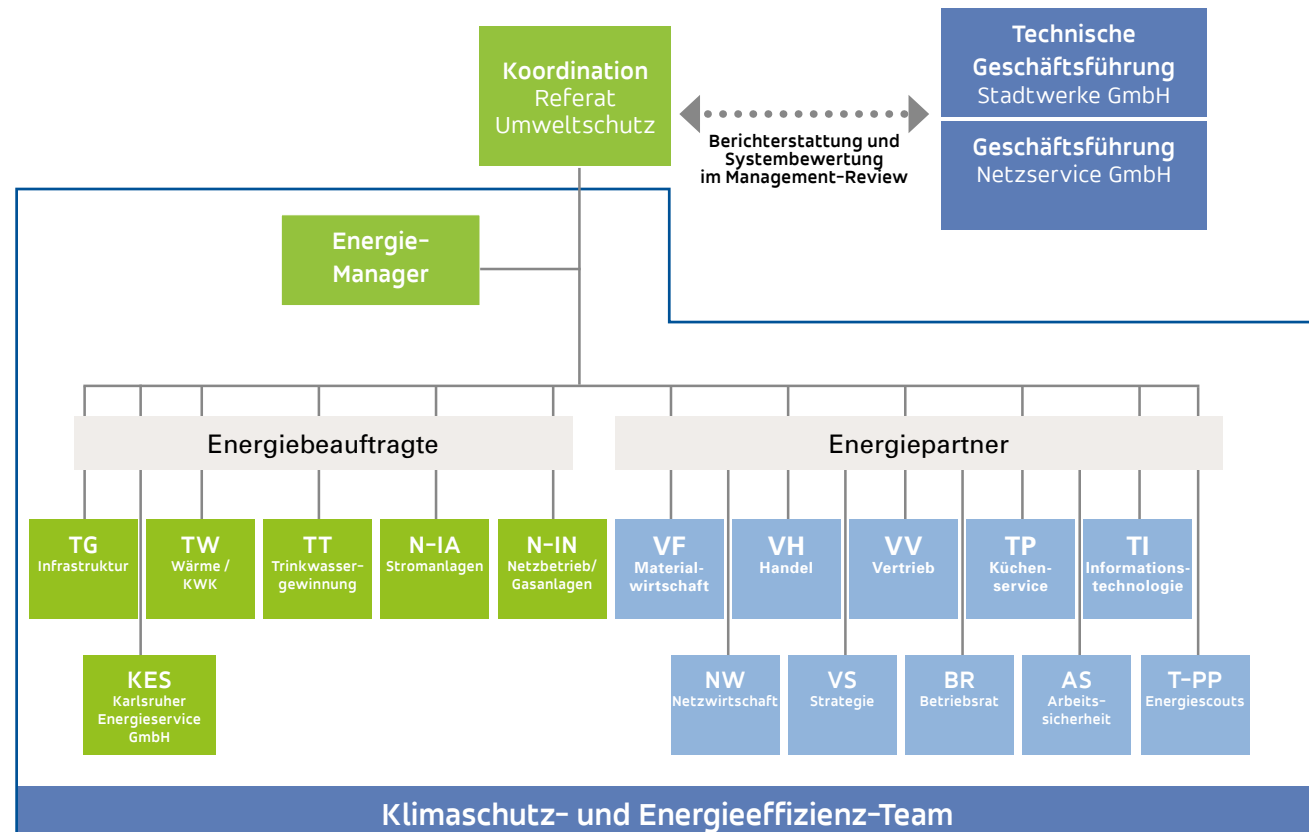 Koordination
Referat
Umweltschutz
Technische
Geschäftsführung
Stadtwerke GmbH
Geschäftsführung
Netzservice GmbH
Berichterstattung und
Systembewertung
im Management-Review
Energie-
Manager
Energiebeauftragte
Energiepartner
TG
Infrastruktur
TW
Wärme /
KWK
TT
Trinkwasser-
gewinnung
N-IA
Stromanlagen
N-IN
Netzbetrieb/
Gasanlagen
VF
Material-
wirtschaft
VH
Handel
VV
Vertrieb
TP
Küchen-
service
TI
Informations-
technologie
KES
Karlsruher
Energieservice
GmbH
NW
Netzwirtschaft
VS
Strategie
BR
Betriebsrat
AS
Arbeits-
sicherheit
T-PP
Energiescouts
Klimaschutz- und Energieeffizienz-Team